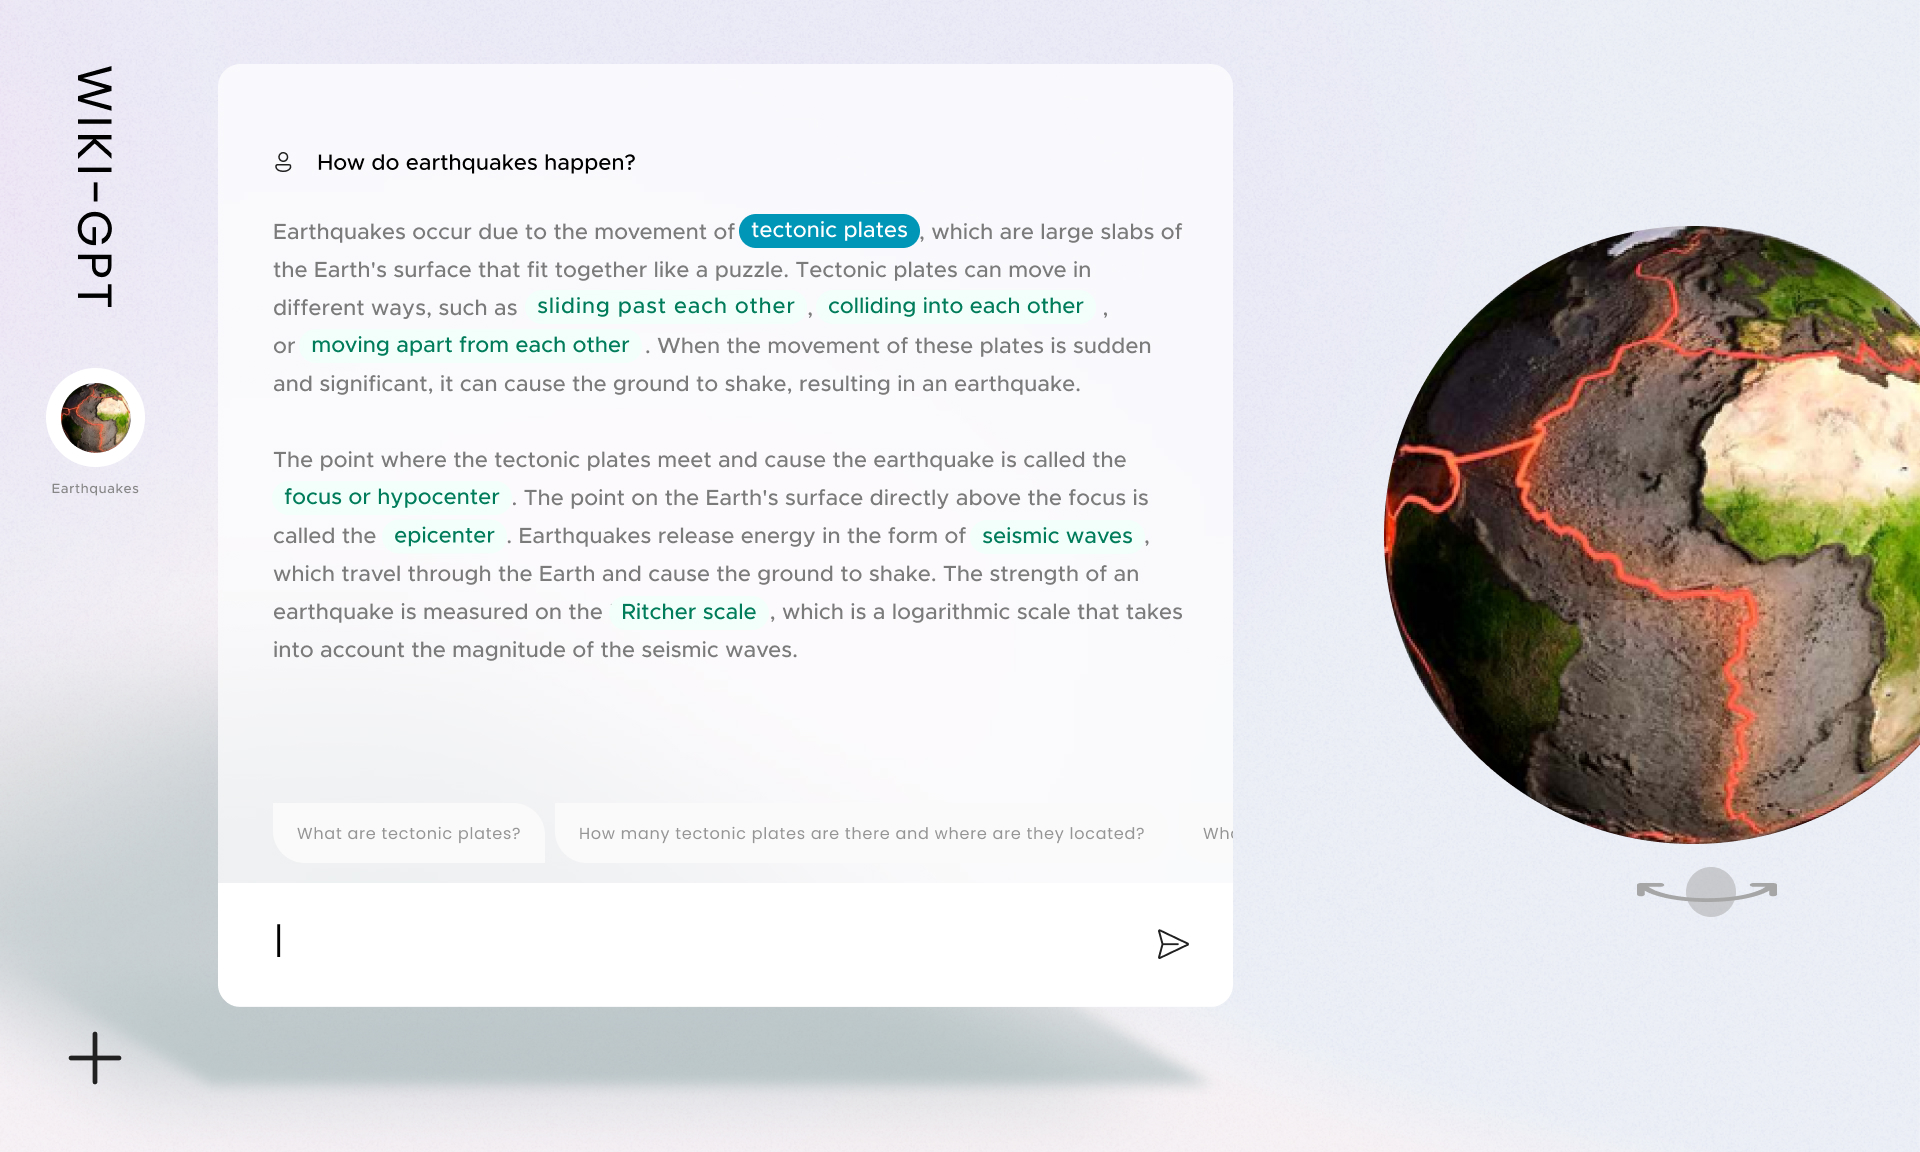 WIKI-GPT
Earthquakes
How do earthquakes happen?
Earthquakes occur due to the movement of tectonic plates, which are large slabs of
the Earth's surface that fit together like a puzzle. Tectonic plates can move in
different ways, such as sliding past each other , colliding into each other ,
or moving apart from each other . When the movement of these plates is sudden
and significant, it can cause the ground to shake, resulting in an earthquake.
The point where the tectonic plates meet and cause the earthquake is called the
focus or hypocenter . The point on the Earth's surface directly above the focus is
called the epicenter . Earthquakes release energy in the form of seismic waves ,
which travel through the Earth and cause the ground to shake. The strength of an
earthquake is measured on the Ritcher scale , which is a logarithmic scale that takes
into account the magnitude of the seismic waves.
What are tectonic plates?
How many tectonic plates are there and where are they located?